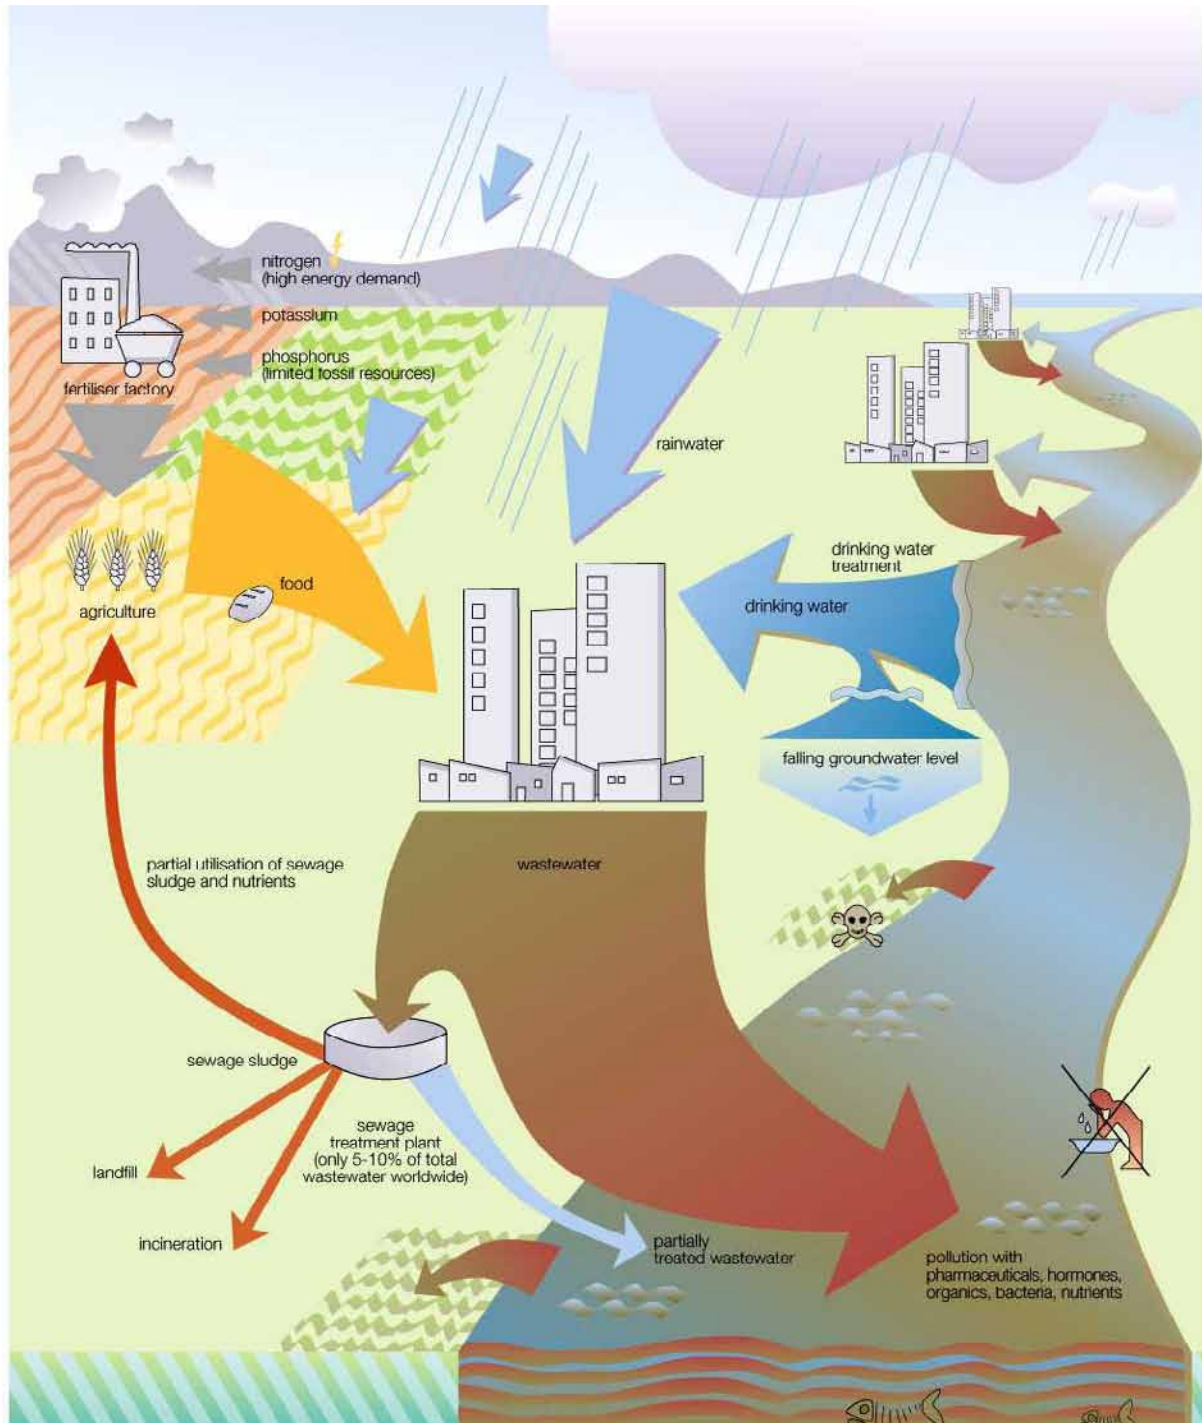 nitrogen
(high energy demand)
potassium
phosphorus
(limited fossil resources)
fertiliser factory
rainwater
drinking water
treatment
drinking water
food
agriculture
falling groundwater level
partial utilisation of sewage
sludge and nutrients
wastewater
sewage sludge
sewage
treatment plant
(only 5-10% of total
wastewater worldwide)
landfill
incineration
partially
treated wastewater
pollution with
pharmaceuticals, hormones,
organics, bacteria, nutrients